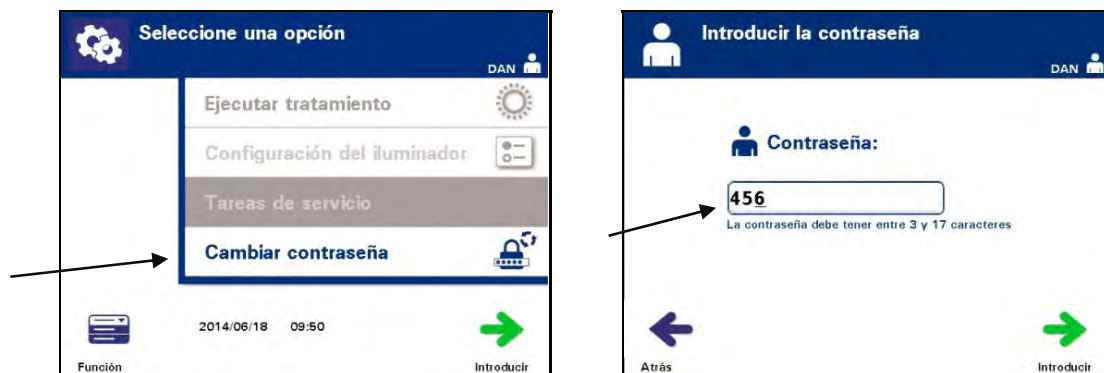 Seleccione una opción
DAN
Ejecutar tratamiento
Configuración del iluminador
Tareas de servicio
Cambiar contraseña
2014/06/18 09:50
Función
Introducir
Introducir la contraseña
DAN
Contraseña:
456
La contraseña debe tener entre 3 y 17 caracteres
Atrás
Introducir